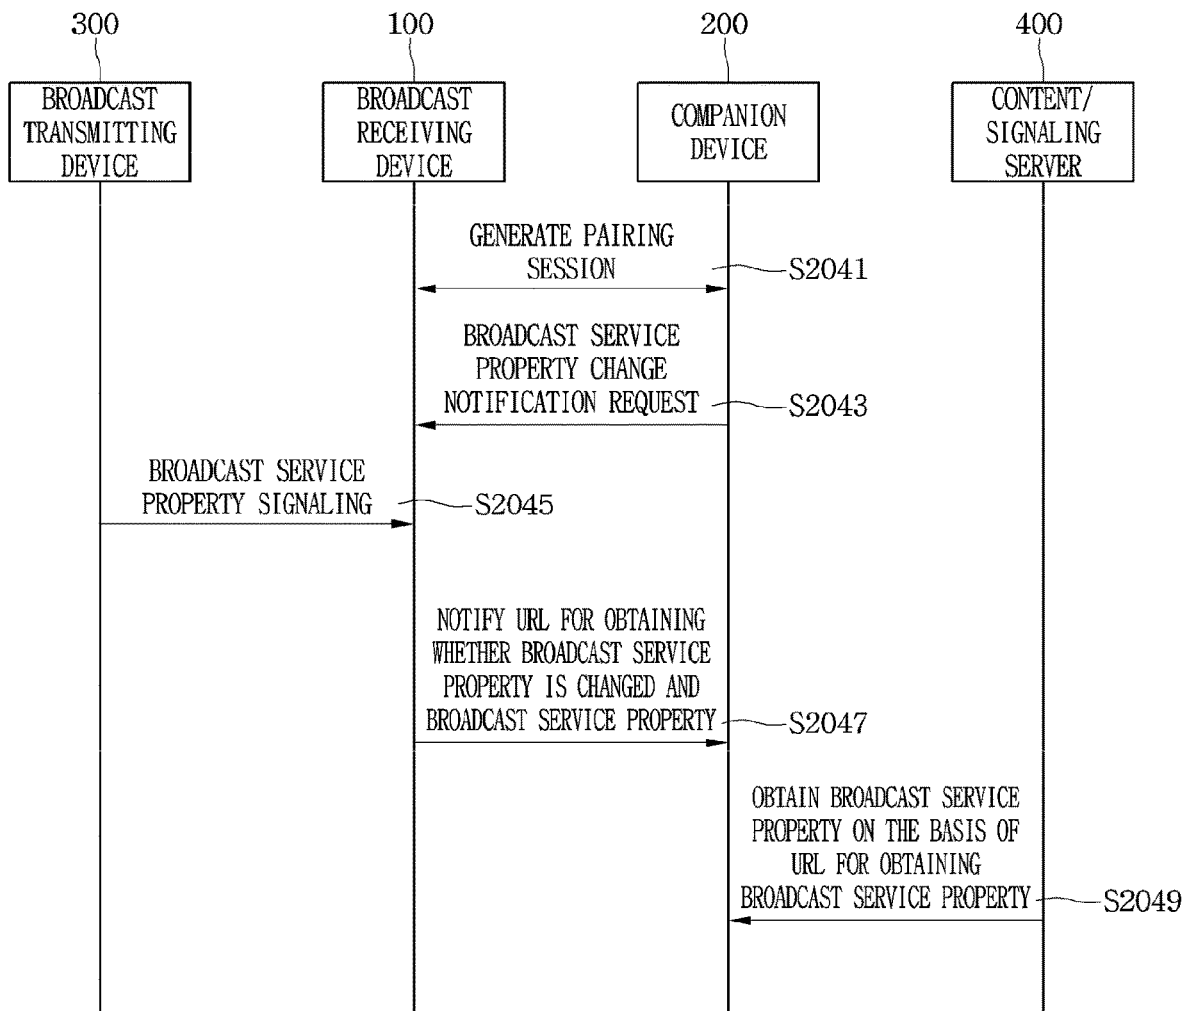 300
100
200
400
BROADCAST
TRANSMITTING
DEVICE
BROADCAST
RECEIVING
DEVICE
COMPANION
DEVICE
CONTENT/
SIGNALING
SERVER
GENERATE PAIRING
SESSION
S2041
BROADCAST SERVICE
PROPERTY CHANGE
NOTIFICATION REQUEST
S2043
BROADCAST SERVICE
PROPERTY SIGNALING
S2045
NOTIFY URL FOR OBTAINING
WHETHER BROADCAST SERVICE
PROPERTY IS CHANGED AND
BROADCAST SERVICE PROPERTY
S2047
OBTAIN BROADCAST SERVICE
PROPERTY ON THE BASIS OF
URL FOR OBTAINING
BROADCAST SERVICE PROPERTY
S2049